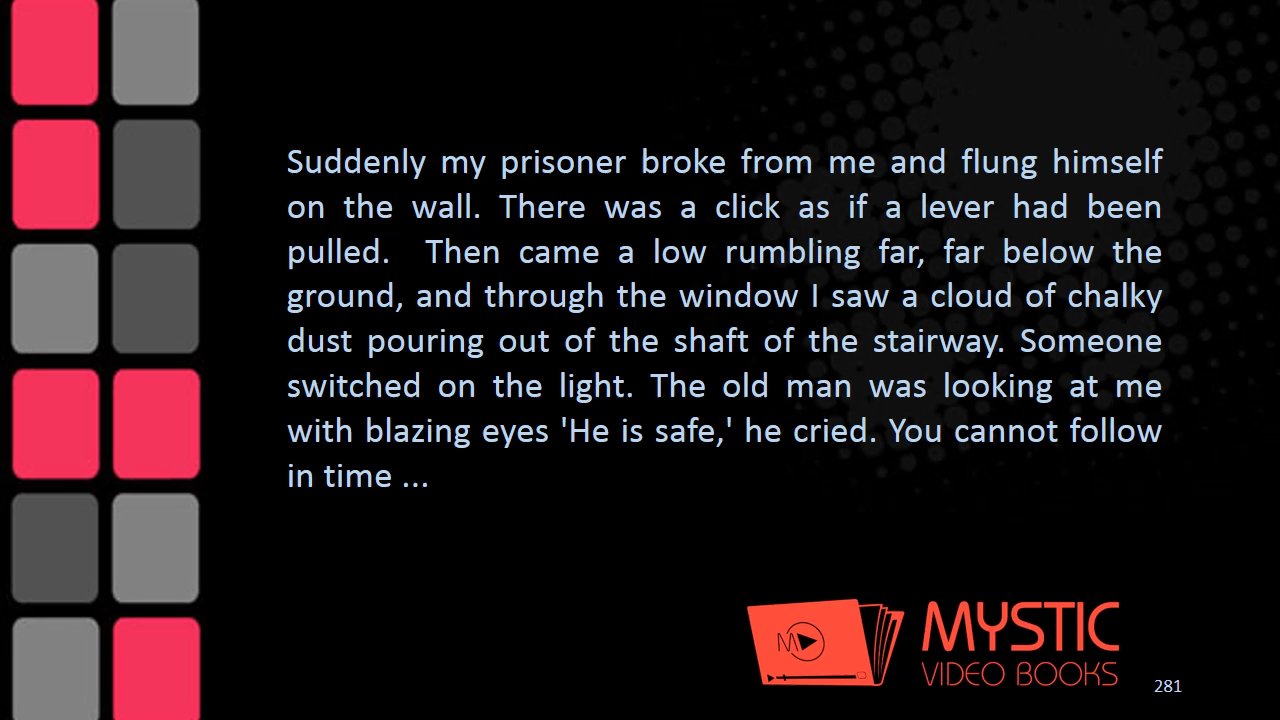 Suddenly my prisoner broke from me and flung himself
on the wall. There was a click as if a lever had been
pulled.  Then came a low rumbling far, far below the
ground, and through the window I saw a cloud of chalky
dust pouring out of the shaft of the stairway. Someone
switched on the light. The old man was looking at me
with blazing eyes 'He is safe,' he cried. You cannot follow
in time ...
M
MYSTIC
VIDEO BOOKS
281